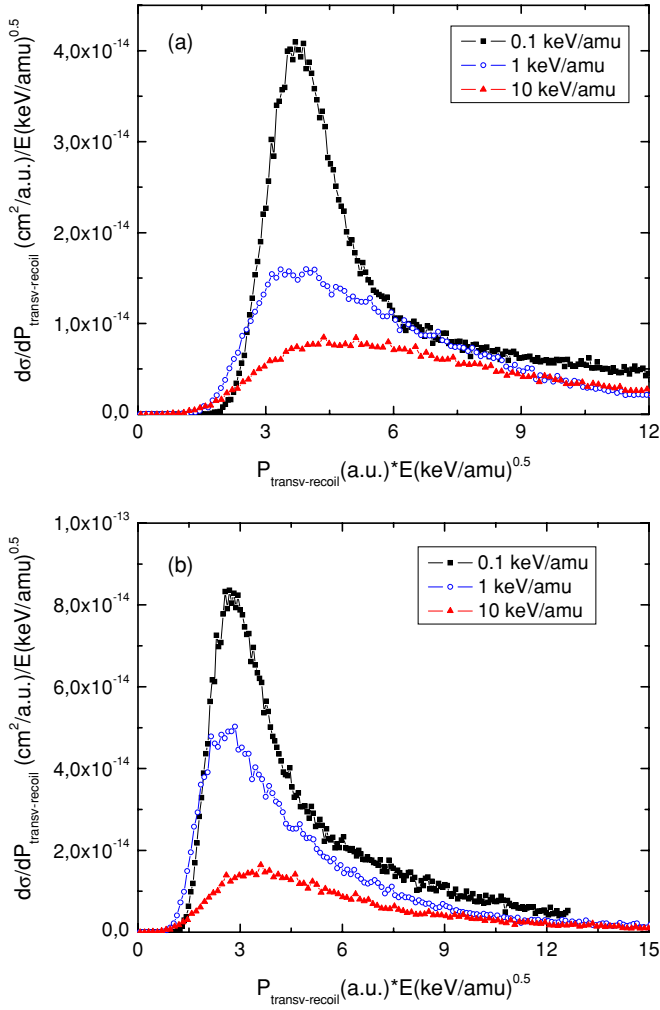 (a)
0.1 keV/amu
1 keV/amu
10 keV/amu
4,0x10⁻¹⁴
3,0x10⁻¹⁴
2,0x10⁻¹⁴
1,0x10⁻¹⁴
0,0
dσ/dP_transv-recoil (cm²/a.u.)/E(keV/amu)^0.5
0 3 6 9 12
P_transv-recoil(a.u.)*E(keV/amu)^0.5
(b)
0.1 keV/amu
1 keV/amu
10 keV/amu
1,0x10⁻¹³
8,0x10⁻¹⁴
6,0x10⁻¹⁴
4,0x10⁻¹⁴
2,0x10⁻¹⁴
0,0
dσ/dP_transv-recoil (cm²/a.u.)/E(keV/amu)^0.5
0 3 6 9 12 15
P_transv-recoil(a.u.)*E(keV/amu)^0.5